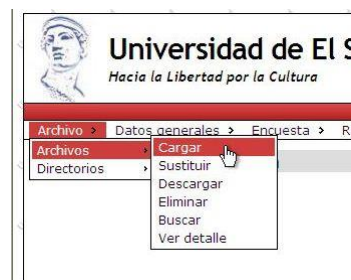 Universidad de El S
Hacia la Libertad por la Cultura
Archivo > Datos generales > Encuesta > R
Archivos >
Directorios >
Cargar
Sustituir
Descargar
Eliminar
Buscar
Ver detalle